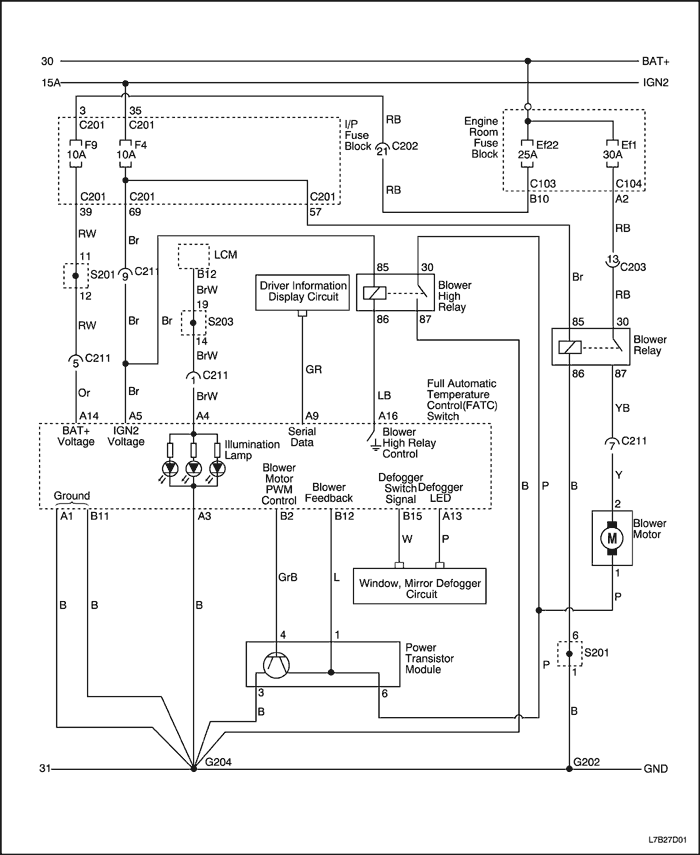 30
BAT+
15A
IGN2
3
35
C201
C201
RB
I/P
Fuse
Block
C202
21
Engine
Room
Fuse
Block
F9
10A
F4
10A
Ef22
25A
Ef1
30A
C201
C201
C201
39
69
57
RB
C103
C104
B10
A2
RW
Br
RB
11
S201
12
9
C211
LCM
B12
BrW
19
S203
14
BrW
Driver Information
Display Circuit
85
30
Blower
High
Relay
86
87
13
C203
Br
RB
RW
Br
Br
85
30
Blower
Relay
86
87
5
C211
1
C211
GR
YB
Or
Br
BrW
LB
Full Automatic
Temperature
Control(FATC)
Switch
A14
A5
A4
A9
A16
BAT+
Voltage
IGN2
Voltage
Serial
Data
Blower
High Relay
Control
7
C211
Illumination
Lamp
Blower
Motor
PWM
Control
Blower
Feedback
Defogger
Switch
Signal
Defogger
LED
B
P
B
Y
Ground
A1
B11
A3
B2
B12
B15
A13
2
M
Blower
Motor
1
W
P
GrB
L
Window, Mirror Defogger
Circuit
B
B
B
P
4
1
Power
Transistor
Module
3
6
6
S201
1
P
B
B
G204
G202
31
GND
L7B27D01